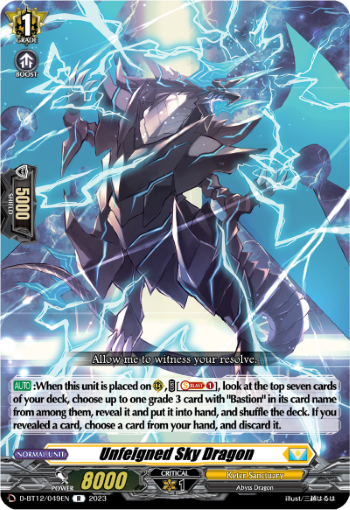 1
GRADE
BOOST
5000
SHIELD
Allow me to witness your resolve.
AUTO :When this unit is placed on , [ BLAST 1 ], look at the top seven cards
of your deck, choose up to one grade 3 card with "Bastion" in its card name
from among them, reveal it and put it into hand, and shuffle the deck. If you
revealed a card, choose a card from your hand, and discard it.
NORMAL UNIT
Unfeigned Sky Dragon
D-BT12/049EN R 2023
POWER 8000
CRITICAL
1
Keter Sanctuary
Abyss Dragon